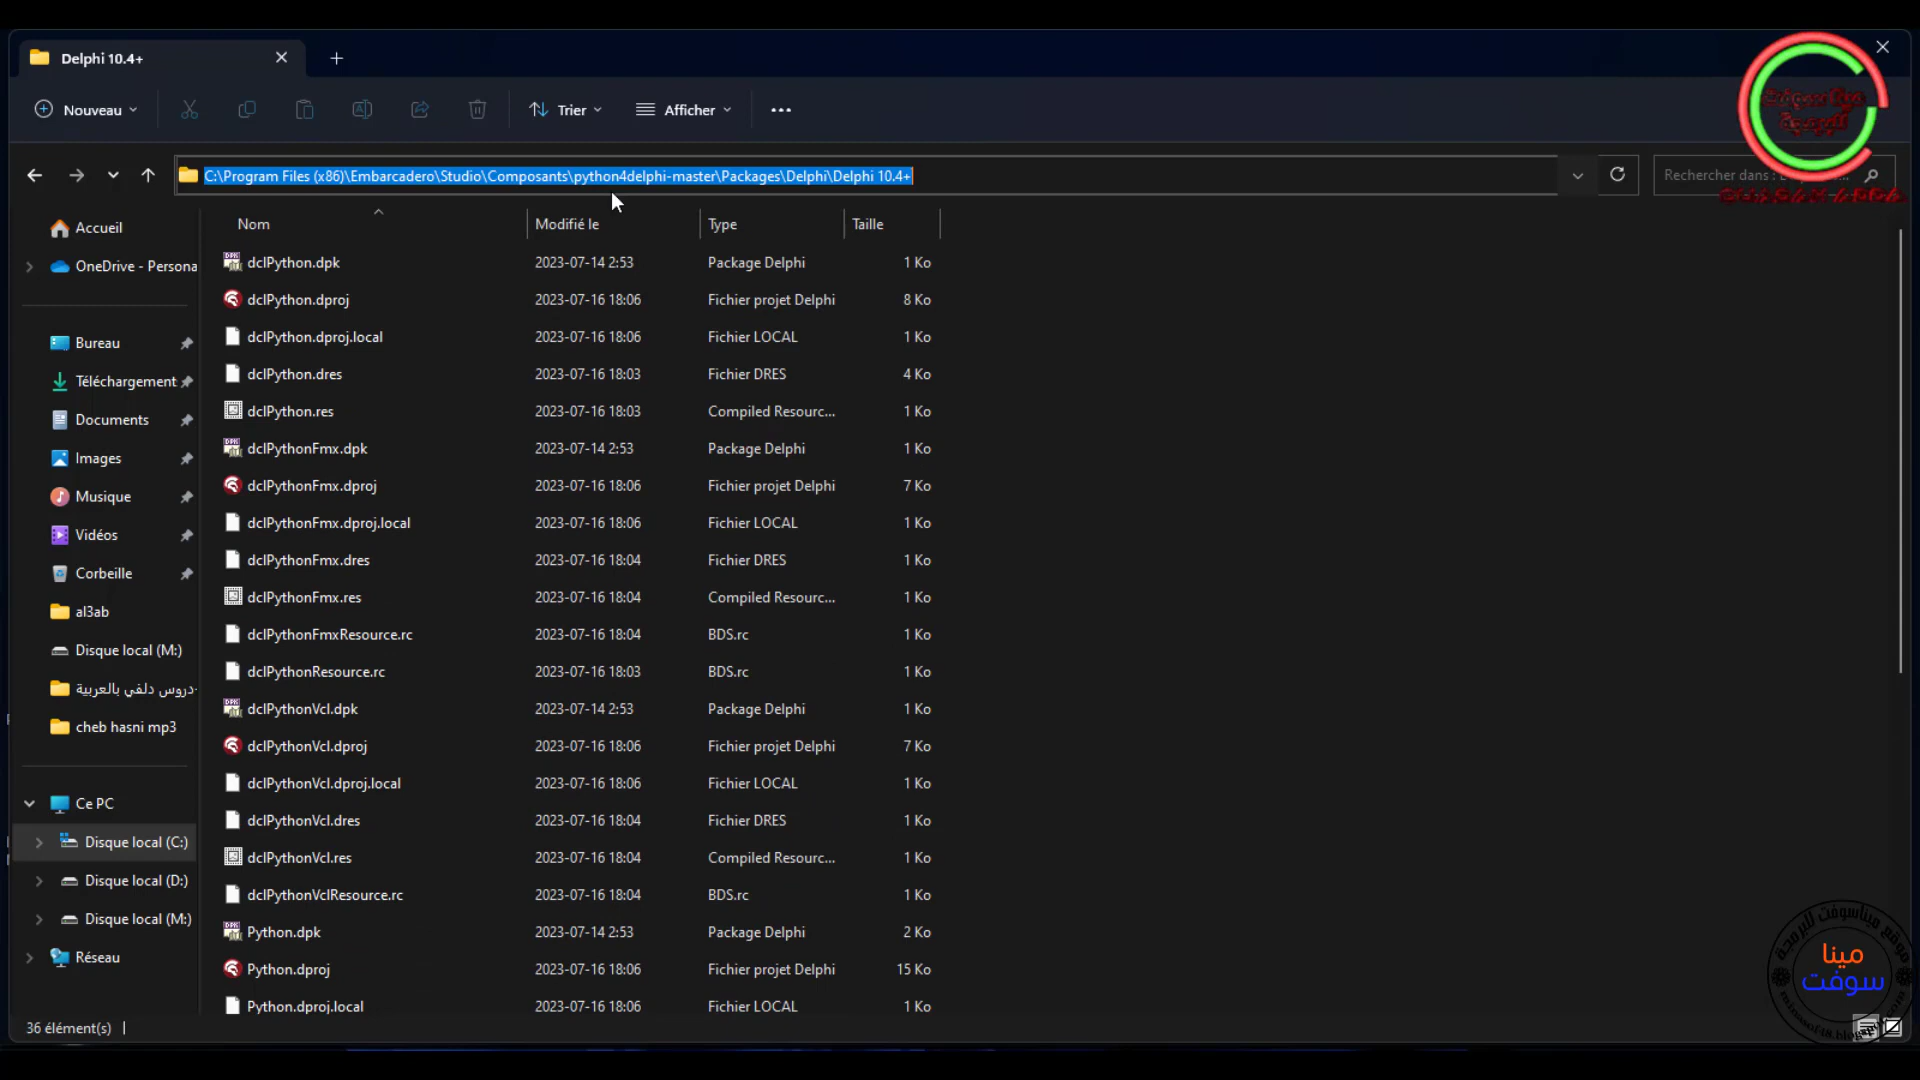 Delphi 10.4+
Nouveau
Trier
Afficher
C:\Program Files (x86)\Embarcadero\Studio\Composants\python4delphi-master\Packages\Delphi\Delphi 10.4+
Rechercher dans :
Nom Modifié le Type Taille
Accueil
OneDrive - Persona
Bureau
Téléchargement
Documents
Images
Musique
Vidéos
Corbeille
al3ab
Disque local (M:)
دروس دلفي بالعربية-
cheb hasni mp3
Ce PC
Disque local (C:)
Disque local (D:)
Disque local (M:)
Réseau
dclPython.dpk 2023-07-14 2:53 Package Delphi 1 Ko
dclPython.dproj 2023-07-16 18:06 Fichier projet Delphi 8 Ko
dclPython.dproj.local 2023-07-16 18:06 Fichier LOCAL 1 Ko
dclPython.dres 2023-07-16 18:03 Fichier DRES 4 Ko
dclPython.res 2023-07-16 18:03 Compiled Resourc... 1 Ko
dclPythonFmx.dpk 2023-07-14 2:53 Package Delphi 1 Ko
dclPythonFmx.dproj 2023-07-16 18:06 Fichier projet Delphi 7 Ko
dclPythonFmx.dproj.local 2023-07-16 18:06 Fichier LOCAL 1 Ko
dclPythonFmx.dres 2023-07-16 18:04 Fichier DRES 1 Ko
dclPythonFmx.res 2023-07-16 18:04 Compiled Resourc... 1 Ko
dclPythonFmxResource.rc 2023-07-16 18:04 BDS.rc 1 Ko
dclPythonResource.rc 2023-07-16 18:03 BDS.rc 1 Ko
dclPythonVcl.dpk 2023-07-14 2:53 Package Delphi 1 Ko
dclPythonVcl.dproj 2023-07-16 18:06 Fichier projet Delphi 7 Ko
dclPythonVcl.dproj.local 2023-07-16 18:06 Fichier LOCAL 1 Ko
dclPythonVcl.dres 2023-07-16 18:04 Fichier DRES 1 Ko
dclPythonVcl.res 2023-07-16 18:04 Compiled Resourc... 1 Ko
dclPythonVclResource.rc 2023-07-16 18:04 BDS.rc 1 Ko
Python.dpk 2023-07-14 2:53 Package Delphi 2 Ko
Python.dproj 2023-07-16 18:06 Fichier projet Delphi 15 Ko
Python.dproj.local 2023-07-16 18:06 Fichier LOCAL 1 Ko
36 élément(s)
موقع ميناسوفت للبرمجة
مينا
سوفت